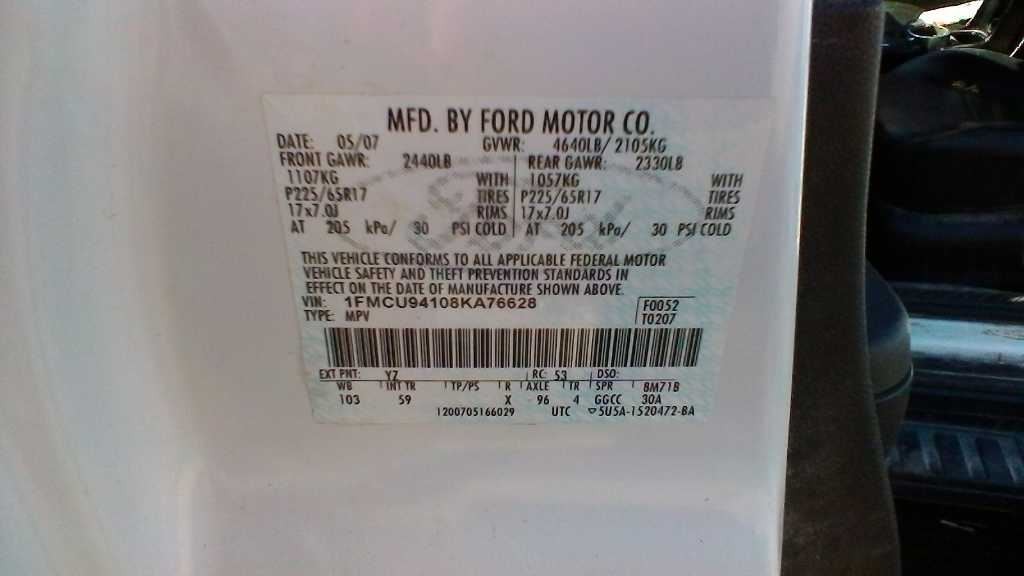 MFD. BY FORD MOTOR CO.
DATE: 05/07 GVWR: 4640LB/ 2105KG
FRONT GAWR: 2440LB REAR GAWR: 2330LB
1107KG WITH 1057KG WITH
P225/65R17 TIRES P225/65R17 TIRES
17x7.0J RIMS 17x7.0J RIMS
AT 205 kPa/ 30 PSI COLD AT 205 kPa/ 30 PSI COLD
THIS VEHICLE CONFORMS TO ALL APPLICABLE FEDERAL MOTOR
VEHICLE SAFETY AND THEFT PREVENTION STANDARDS IN
EFFECT ON THE DATE OF MANUFACTURE SHOWN ABOVE.
VIN: 1FMCU94108KA76628 F0052
TYPE: MPV T0207
EXT PNT: YZ RC: 53 DSO:
WB INT TR TP/PS R AXLE TR SPR BM71B
103 59 X 96 4 GGCC 30A
1200705166029 UTC ▽5U5A-1520472-BA